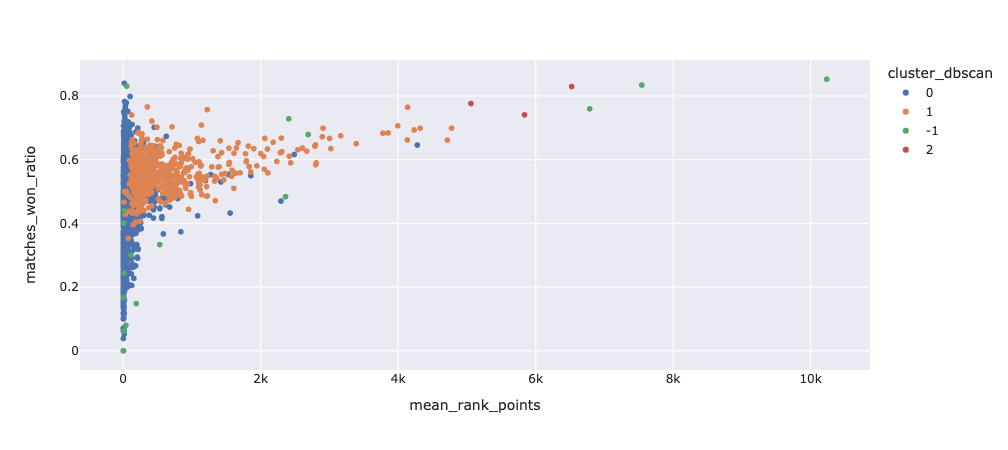 cluster_dbscan
0
1
-1
2
matches_won_ratio
0.8
0.6
0.4
0.2
0
0 2k 4k 6k 8k 10k
mean_rank_points